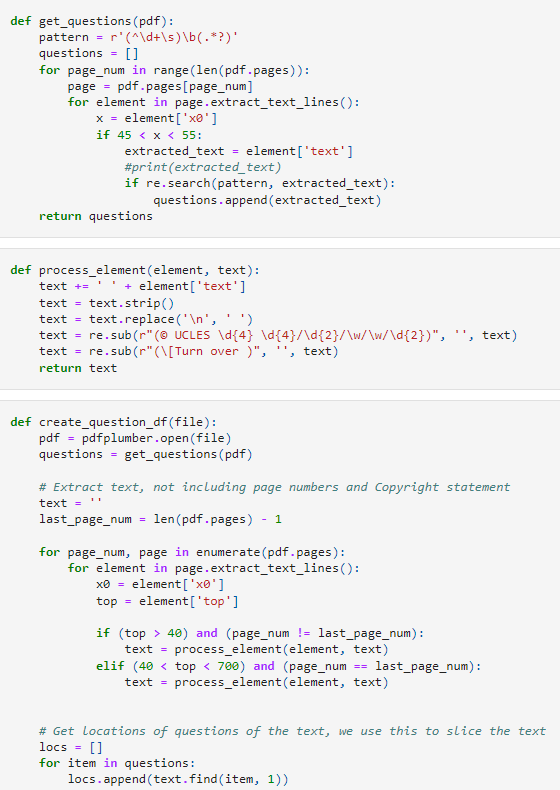 def get_questions(pdf):
    pattern = r'(^\d+\s)\b(.*?)'
    questions = []
    for page_num in range(len(pdf.pages)):
        page = pdf.pages[page_num]
        for element in page.extract_text_lines():
            x = element['x0']
            if 45 < x < 55:
                extracted_text = element['text']
                #print(extracted_text)
                if re.search(pattern, extracted_text):
                    questions.append(extracted_text)
    return questions
def process_element(element, text):
    text += ' ' + element['text']
    text = text.strip()
    text = text.replace('\n', ' ')
    text = re.sub(r"(© UCLES \d{4} \d{4}/\d{2}/\w/\w/\d{2})", '', text)
    text = re.sub(r"(\[Turn over )", '', text)
    return text
def create_question_df(file):
    pdf = pdfplumber.open(file)
    questions = get_questions(pdf)
    # Extract text, not including page numbers and Copyright statement
    text = ''
    last_page_num = len(pdf.pages) - 1
    for page_num, page in enumerate(pdf.pages):
        for element in page.extract_text_lines():
            x0 = element['x0']
            top = element['top']
            if (top > 40) and (page_num != last_page_num):
                text = process_element(element, text)
            elif (40 < top < 700) and (page_num == last_page_num):
                text = process_element(element, text)
    # Get locations of questions of the text, we use this to slice the text
    locs = []
    for item in questions:
        locs.append(text.find(item, 1))